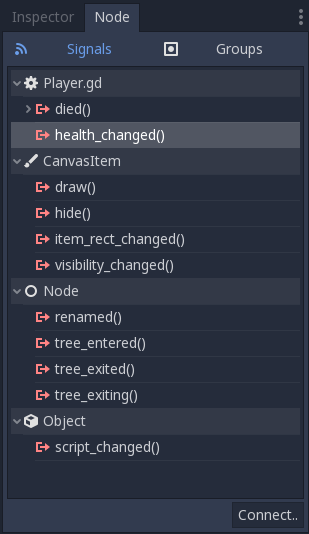 Inspector Node
Signals Groups
Player.gd
died()
health_changed()
CanvasItem
draw()
hide()
item_rect_changed()
visibility_changed()
Node
renamed()
tree_entered()
tree_exited()
tree_exiting()
Object
script_changed()
Connect..